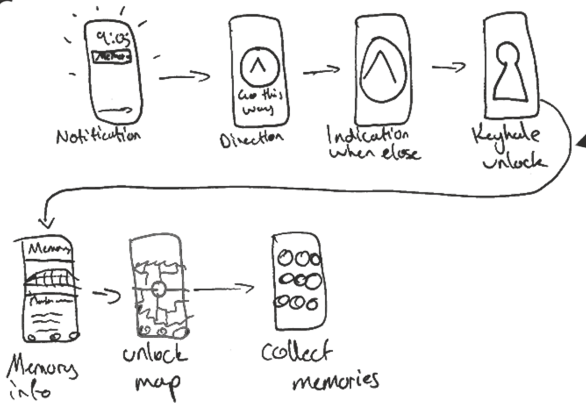 9:05
Memory
Notification
Go this
way
Direction
Indication
when close
Keyhole
unlock
Memory
Memory
info
unlock
map
collect
memories